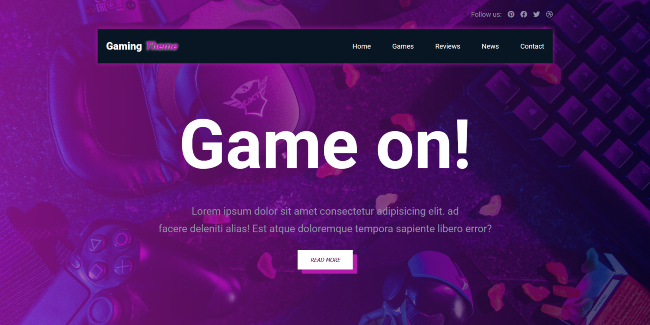 Follow us:
Gaming Theme
Home Games Reviews News Contact
Game on!
Lorem ipsum dolor sit amet consectetur adipisicing elit. ad
facere deleniti alias! Est atque doloremque tempora sapiente libero error?
READ MORE